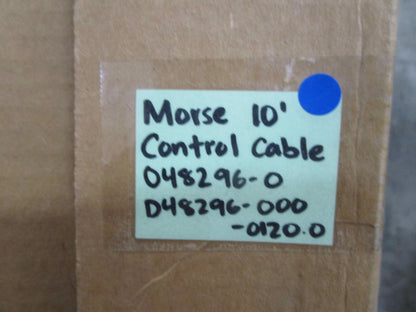 Morse 10'
Control Cable
048296-0
D48296-000
-0120.0